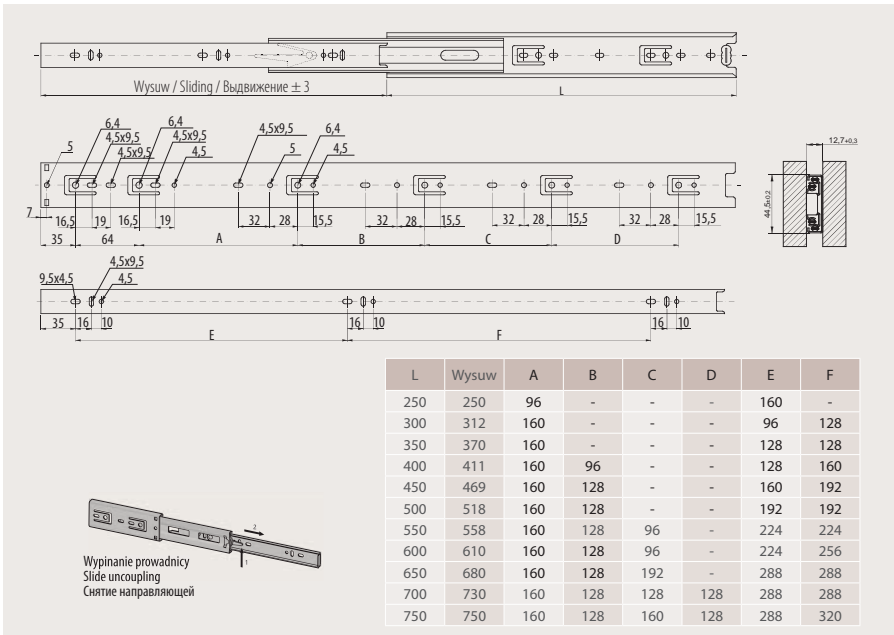 Wysuw / Sliding / Выдвижение ± 3
L
5
6,4
4,5x9,5
4,5x9,5
6,4
4,5x9,5
4,5
4,5x9,5
5
6,4
4,5
12,7+0,3
44,5±0,2
7
16,5 19 16,5 19 32 28 15,5 32 28 15,5 32 28 15,5 32 28 15,5
35 64 A B C D
9,5x4,5
4,5x9,5
4,5
35 16 10 16 10 16 10
E F
L Wysuw A B C D E F
250 250 96 - - - 160 -
300 312 160 - - - 96 128
350 370 160 - - - 128 128
400 411 160 96 - - 128 160
450 469 160 128 - - 160 192
500 518 160 128 - - 192 192
550 558 160 128 96 - 224 224
600 610 160 128 96 - 224 256
650 680 160 128 192 - 288 288
700 730 160 128 128 128 288 288
750 750 160 128 160 128 288 320
2
1
Wypinanie prowadnicy
Slide uncoupling
Снятие направляющей